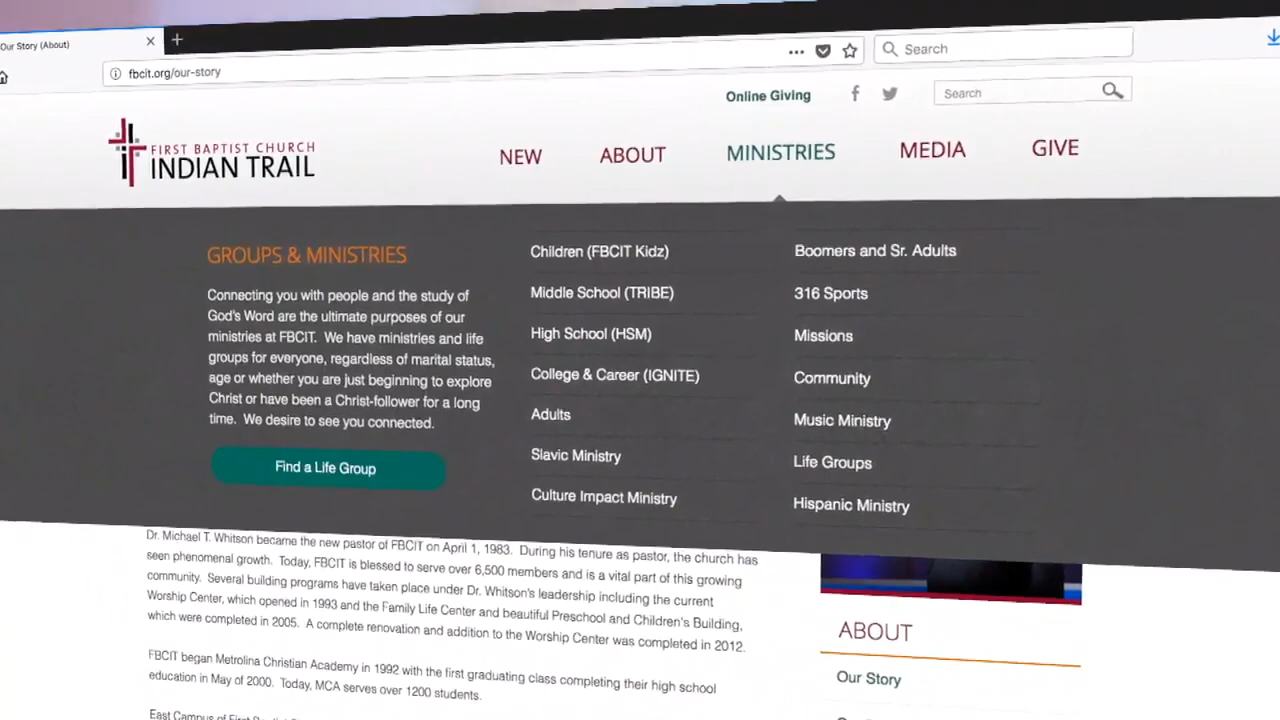 Our Story (About)
fbcit.org/our-story
Search
Online Giving
Search
FIRST BAPTIST CHURCH
INDIAN TRAIL
NEW
ABOUT
MINISTRIES
MEDIA
GIVE
GROUPS & MINISTRIES
Connecting you with people and the study of
God's Word are the ultimate purposes of our
ministries at FBCIT. We have ministries and life
groups for everyone, regardless of marital status,
age or whether you are just beginning to explore
Christ or have been a Christ-follower for a long
time. We desire to see you connected.
Find a Life Group
Children (FBCIT Kidz)
Middle School (TRIBE)
High School (HSM)
College & Career (IGNITE)
Adults
Slavic Ministry
Culture Impact Ministry
Boomers and Sr. Adults
316 Sports
Missions
Community
Music Ministry
Life Groups
Hispanic Ministry
Dr. Michael T. Whitson became the new pastor of FBCIT on April 1, 1983. During his tenure as pastor, the church has
seen phenomenal growth. Today, FBCIT is blessed to serve over 6,500 members and is a vital part of this growing
community. Several building programs have taken place under Dr. Whitson's leadership including the current
Worship Center, which opened in 1993 and the Family Life Center and beautiful Preschool and Children's Building,
which were completed in 2005. A complete renovation and addition to the Worship Center was completed in 2012.
FBCIT began Metrolina Christian Academy in 1992 with the first graduating class completing their high school
education in May of 2000. Today, MCA serves over 1200 students.
East Campus of First Baptist
ABOUT
Our Story